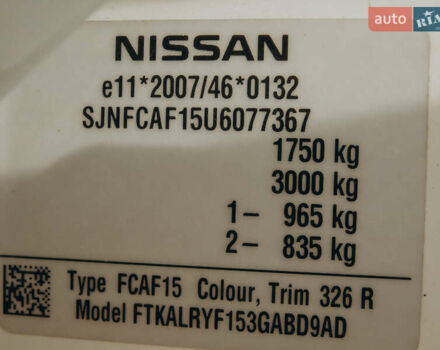 auto RIA
NISSAN
e11*2007/46*0132
SJNFCAF15U6077367
1750 kg
3000 kg
1– 965 kg
2– 835 kg
Type FCAF15 Colour, Trim 326 R
Model FTKALRYF153GABD9AD